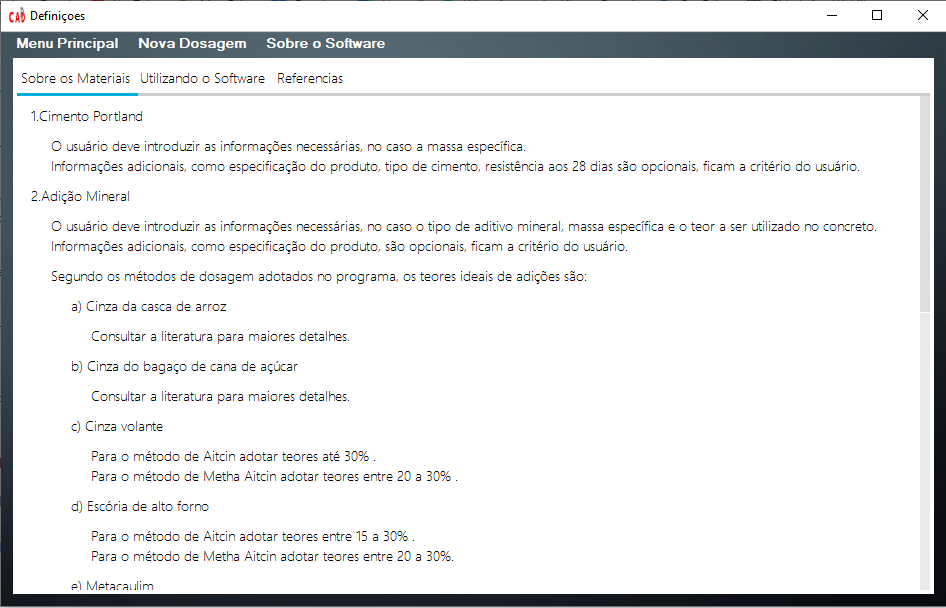 CAD Definiçoes
Menu Principal Nova Dosagem Sobre o Software
Sobre os Materiais Utilizando o Software Referencias
1.Cimento Portland
O usuário deve introduzir as informações necessárias, no caso a massa específica.
Informações adicionais, como especificação do produto, tipo de cimento, resistência aos 28 dias são opcionais, ficam a critério do usuário.
2.Adição Mineral
O usuário deve introduzir as informações necessárias, no caso o tipo de aditivo mineral, massa específica e o teor a ser utilizado no concreto.
Informações adicionais, como especificação do produto, são opcionais, ficam a critério do usuário.
Segundo os métodos de dosagem adotados no programa, os teores ideais de adições são:
a) Cinza da casca de arroz
Consultar a literatura para maiores detalhes.
b) Cinza do bagaço de cana de açúcar
Consultar a literatura para maiores detalhes.
c) Cinza volante
Para o método de Aitcin adotar teores até 30% .
Para o método de Metha Aitcin adotar teores entre 20 a 30% .
d) Escória de alto forno
Para o método de Aitcin adotar teores entre 15 a 30% .
Para o método de Metha Aitcin adotar teores entre 20 a 30%.
e) Metacaulim